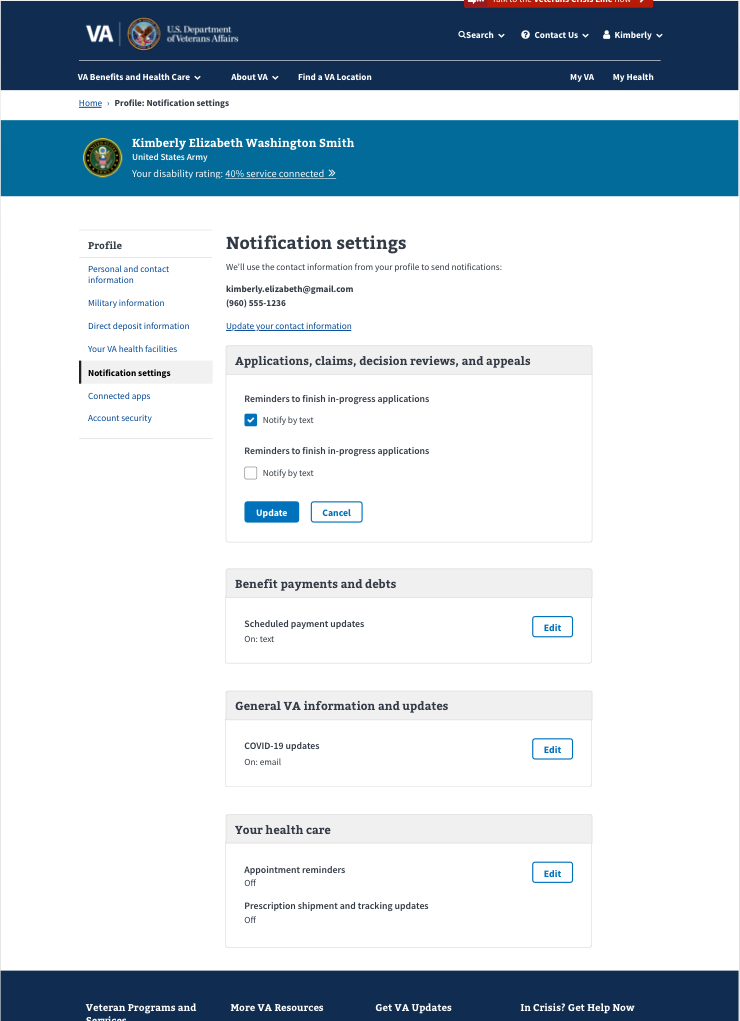 Talk to the Veterans Crisis Line now
VA
U.S. Department
of Veterans Affairs
Search
Contact Us
Kimberly
VA Benefits and Health Care
About VA
Find a VA Location
My VA
My Health
Home › Profile: Notification settings
Kimberly Elizabeth Washington Smith
United States Army
Your disability rating: 40% service connected »
Profile
Personal and contact
information
Military information
Direct deposit information
Your VA health facilities
Notification settings
Connected apps
Account security
Notification settings
We'll use the contact information from your profile to send notifications:
kimberly.elizabeth@gmail.com
(960) 555-1236
Update your contact information
Applications, claims, decision reviews, and appeals
Reminders to finish in-progress applications
Notify by text
Reminders to finish in-progress applications
Notify by text
Update
Cancel
Benefit payments and debts
Scheduled payment updates
On: text
Edit
General VA information and updates
COVID-19 updates
On: email
Edit
Your health care
Appointment reminders
Off
Edit
Prescription shipment and tracking updates
Off
Veteran Programs and
Services
More VA Resources
Get VA Updates
In Crisis? Get Help Now